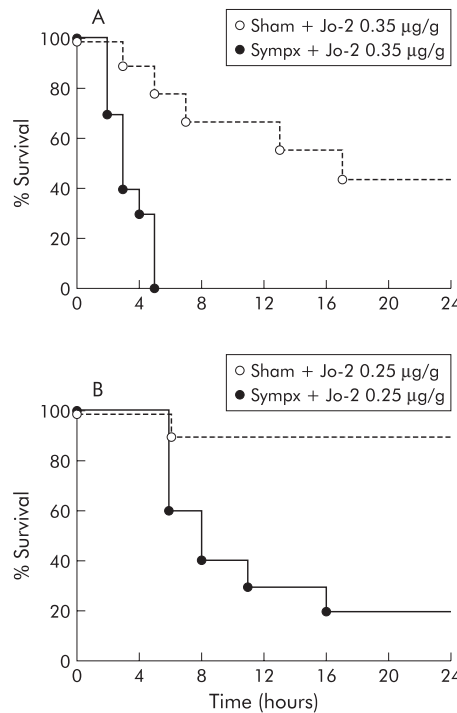 A
Sham + Jo-2 0.35 µg/g
Sympx + Jo-2 0.35 µg/g
% Survival
100
80
60
40
20
0
0 4 8 12 16 20 24
B
Sham + Jo-2 0.25 µg/g
Sympx + Jo-2 0.25 µg/g
% Survival
100
80
60
40
20
0
0 4 8 12 16 20 24
Time (hours)